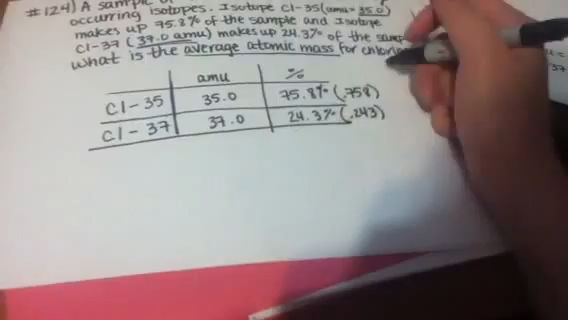 #124) A sample of
occurring isotopes. Isotope Cl-35 (amu = 35.0)
makes up 75.8% of the sample and Isotope
Cl-37 (37.0 amu) makes up 24.3% of the
What is the average atomic mass for
amu %
Cl-35 35.0 75.8% (.758)
Cl-37 37.0 24.3% (.243)
37